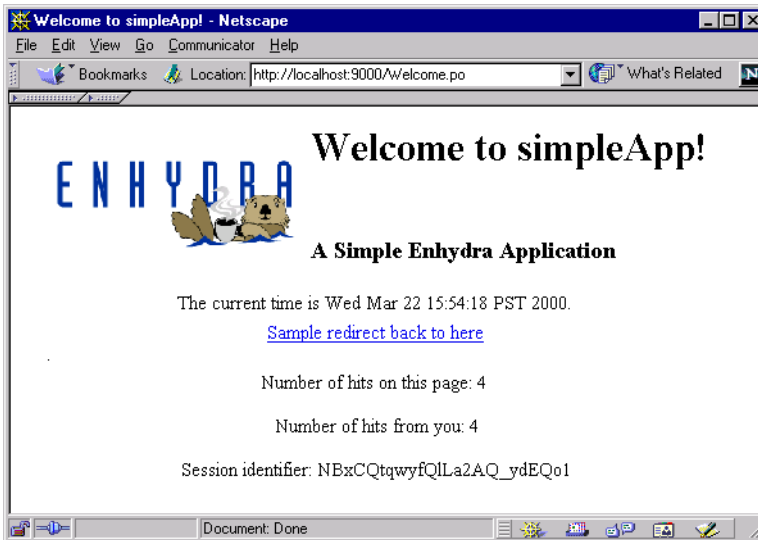 Welcome to simpleApp! - Netscape
File Edit View Go Communicator Help
Bookmarks Location: http://localhost:9000/Welcome.po What's Related N
ENHYDRA
Welcome to simpleApp!
A Simple Enhydra Application
The current time is Wed Mar 22 15:54:18 PST 2000.
Sample redirect back to here
.
Number of hits on this page: 4
Number of hits from you: 4
Session identifier: NBxCQtqwyfQlLa2AQ_ydEQo1
Document: Done